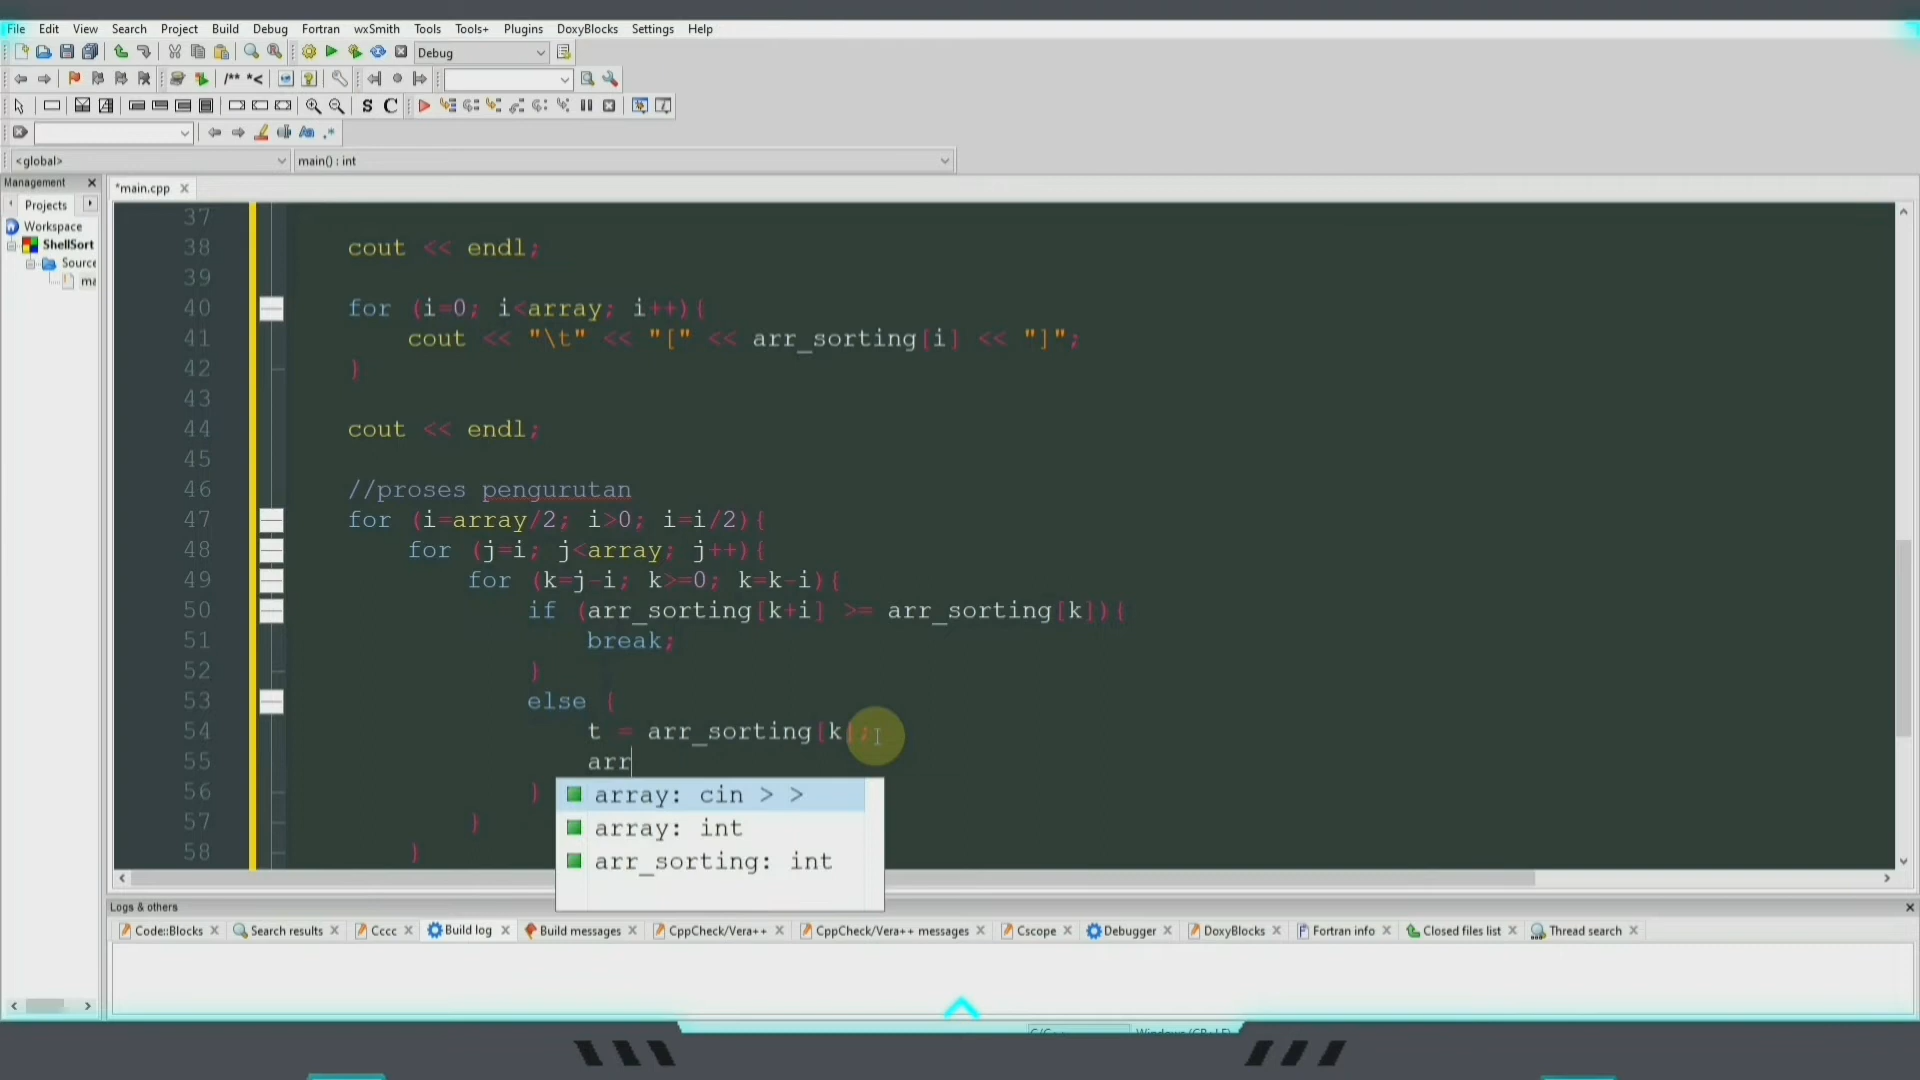 File Edit View Search Project Build Debug Fortran wxSmith Tools Tools+ Plugins DoxyBlocks Settings Help
Debug
/** *<
S C
<global> main() : int
Management
*main.cpp
Projects
Workspace
ShellSort
Source
ma
37
38 cout << endl;
39
40 for (i=0; i<array; i++){
41 cout << "\t" << "[" << arr_sorting[i] << "]";
42 }
43
44 cout << endl;
45
46 //proses pengurutan
47 for (i=array/2; i>0; i=i/2){
48 for (j=i; j<array; j++){
49 for (k=j-i; k>=0; k=k-i){
50 if (arr_sorting[k+i] >= arr_sorting[k]){
51 break;
52 }
53 else {
54 t = arr_sorting[k];
55 arr
56 }
57 }
58 }
array: cin > >
array: int
arr_sorting: int
Logs & others
Code::Blocks Search results Cccc Build log Build messages CppCheck/Vera++ CppCheck/Vera++ messages Cscope Debugger DoxyBlocks Fortran info Closed files list Thread search